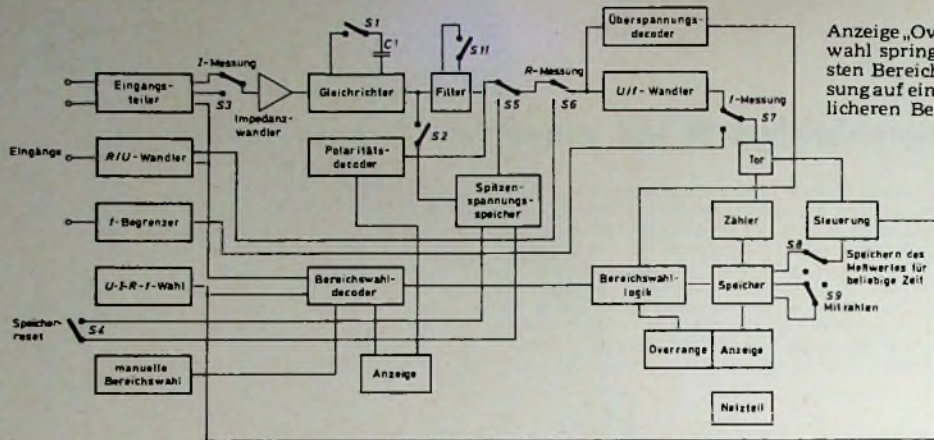 Anzeige „Ov
wahl spring
sten Bereich
sung auf ein
licheren Be
Überspannungs-
decoder
S1
C1
S11
I-Messung
R-Messung
Eingangs-
teiler
S3
Impedanz-
wandler
Gleichrichter
Filter
S5
S6
U/f-Wandler
f-Messung
S7
S2
Eingänge
R/U-Wandler
Polaritäts-
decoder
Tor
Spitzen-
spannungs-
speicher
f-Begrenzer
Zähler
Steuerung
S8
Speichern des
Meßwertes für
beliebige Zeit
U-I-R-f-Wahl
Bereichswahl-
decoder
Bereichswahl-
logik
Speicher
S9
Mitzählen
Speicher-
reset
S4
manuelle
Bereichswahl
Anzeige
Overrange
Anzeige
Netzteil